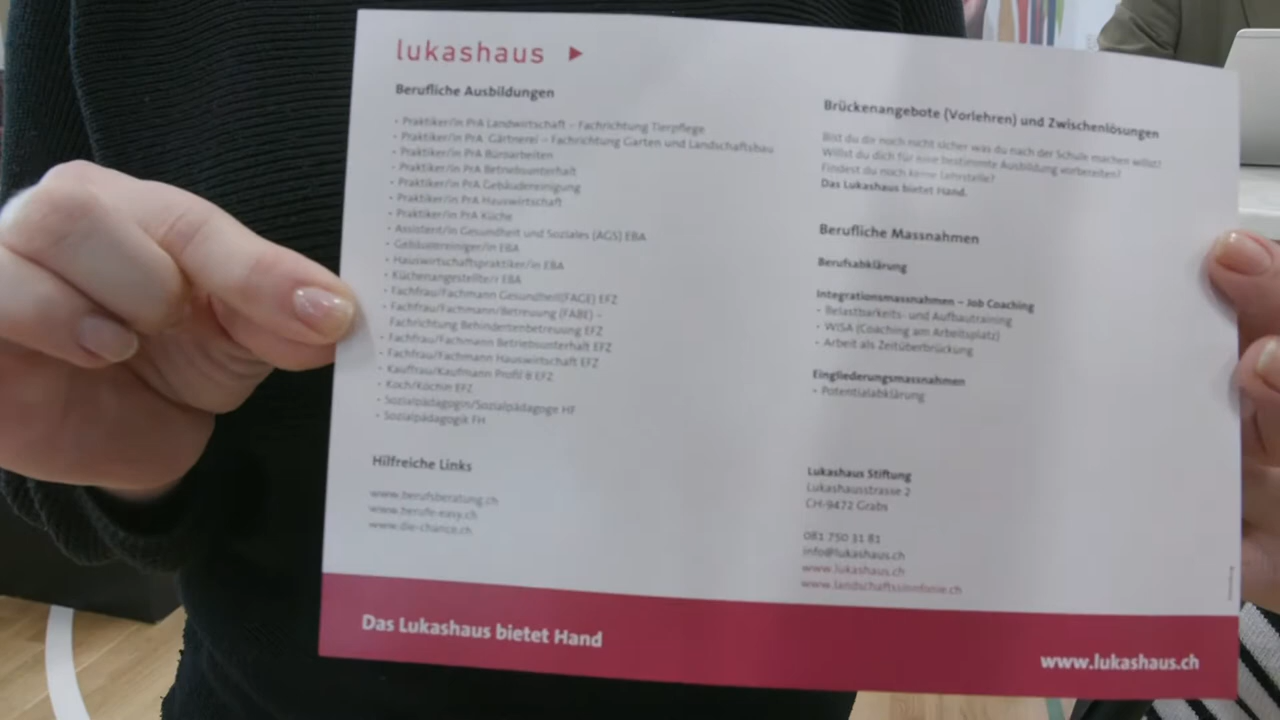 lukashaus
Berufliche Ausbildungen
• Praktiker/in PrA Landwirtschaft – Fachrichtung Tierpflege
• Praktiker/in PrA Gärtnerei – Fachrichtung Garten und Landschaftsbau
• Praktiker/in PrA Büroarbeiten
• Praktiker/in PrA Betriebsunterhalt
• Praktiker/in PrA Gebäudereinigung
• Praktiker/in PrA Hauswirtschaft
• Praktiker/in PrA Küche
• Assistent/in Gesundheit und Soziales (AGS) EBA
• Gebäudereiniger/in EBA
• Hauswirtschaftspraktiker/in EBA
• Küchenangestellte/r EBA
• Fachfrau/Fachmann Gesundheit(FAGE) EFZ
• Fachfrau/Fachmann/Betreuung (FABE) –
Fachrichtung Behindertenbetreuung EFZ
• Fachfrau/Fachmann Betriebsunterhalt EFZ
• Fachfrau/Fachmann Hauswirtschaft EFZ
• Kauffrau/Kaufmann Profil B EFZ
• Koch/Köchin EFZ
• Sozialpädagogin/Sozialpädagoge HF
• Sozialpädagogik FH
Hilfreiche Links
www.berufsberatung.ch
www.berufe-easy.ch
www.die-chance.ch
Brückenangebote (Vorlehren) und Zwischenlösungen
Bist du dir noch nicht sicher was du nach der Schule machen willst?
Willst du dich für eine bestimmte Ausbildung vorbereiten?
Findest du noch keine Lehrstelle?
Das Lukashaus bietet Hand.
Berufliche Massnahmen
Berufsabklärung
Integrationsmassnahmen – Job Coaching
• Belastbarkeits- und Aufbautraining
• WISA (Coaching am Arbeitsplatz)
• Arbeit als Zeitüberbrückung
Eingliederungsmassnahmen
• Potentialabklärung
Lukashaus Stiftung
Lukashausstrasse 2
CH-9472 Grabs
081 750 31 81
info@lukashaus.ch
www.lukashaus.ch
www.landschaftssinfonie.ch
Das Lukashaus bietet Hand
www.lukashaus.ch